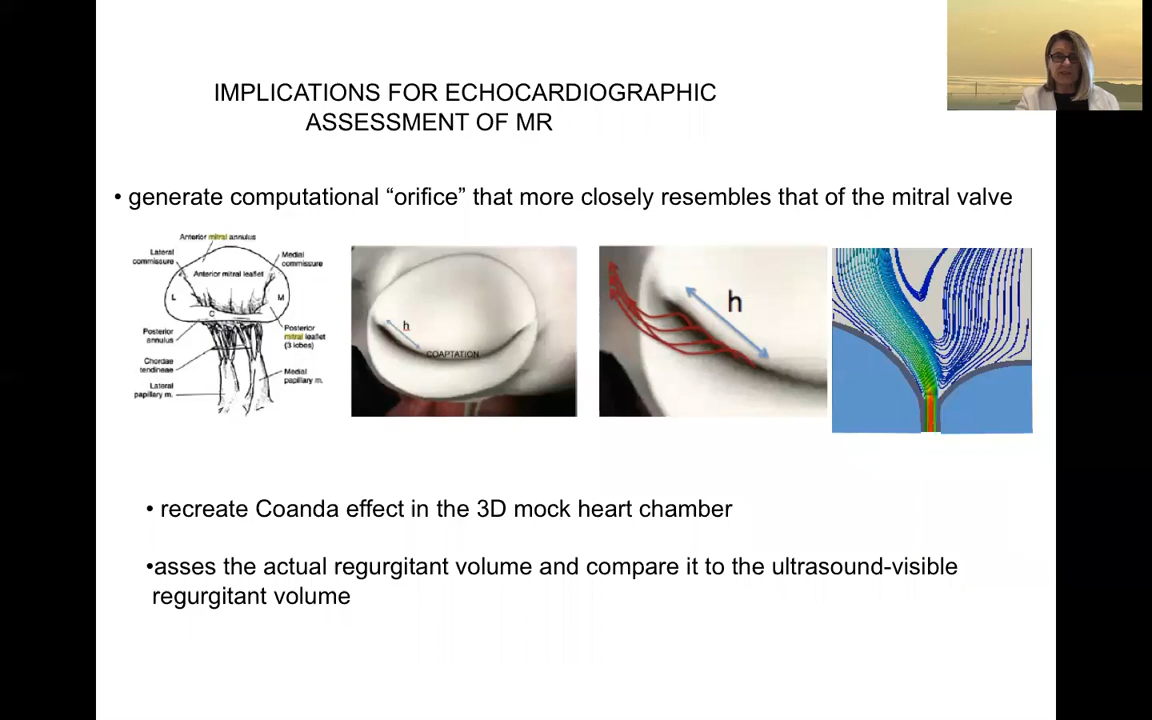 IMPLICATIONS FOR ECHOCARDIOGRAPHIC
ASSESSMENT OF MR
• generate computational “orifice” that more closely resembles that of the mitral valve
Anterior mitral annulus
Lateral
commissure
Medial
commissure
Anterior mitral leaflet
L
M
C
Posterior
annulus
Posterior
mitral leaflet
(3 lobes)
Chordae
tendineae
Medial
papillary m.
Lateral
papillary m.
h
COAPTATION
h
• recreate Coanda effect in the 3D mock heart chamber
•asses the actual regurgitant volume and compare it to the ultrasound-visible
regurgitant volume